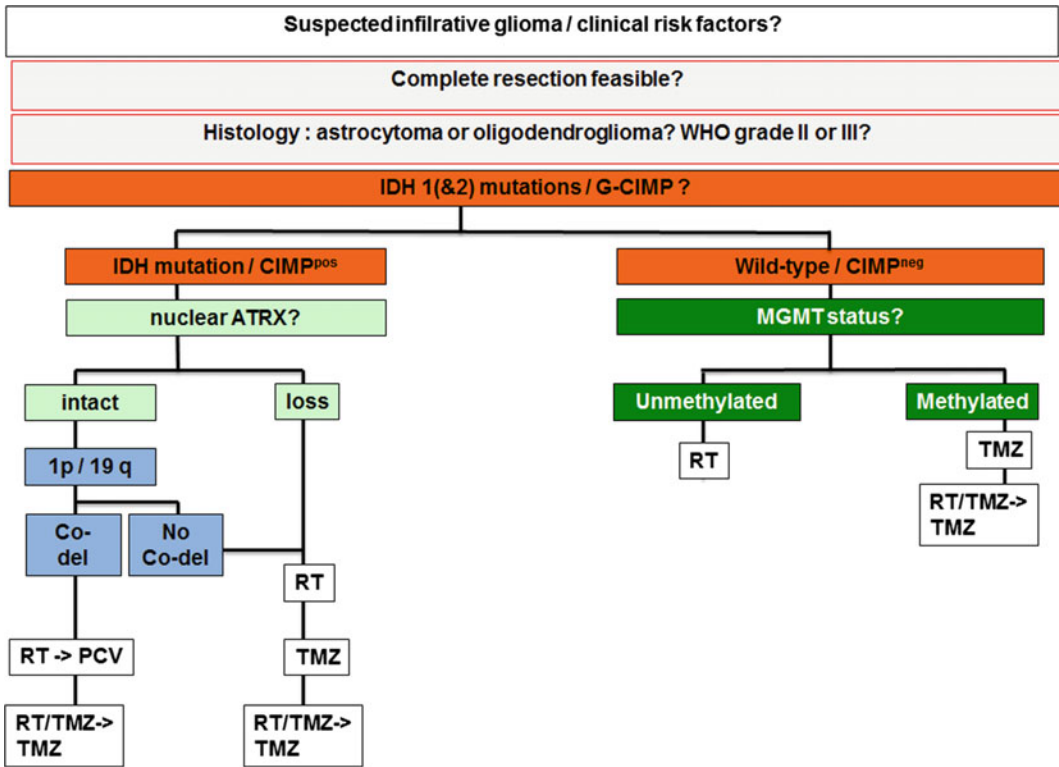 Suspected infilrative glioma / clinical risk factors?
Complete resection feasible?
Histology : astrocytoma or oligodendroglioma? WHO grade II or III?
IDH 1(&2) mutations / G-CIMP ?
IDH mutation / CIMPpos
Wild-type / CIMPneg
nuclear ATRX?
MGMT status?
intact
loss
Unmethylated
Methylated
1p / 19 q
RT
TMZ
Co-
del
No
Co-del
RT/TMZ->
TMZ
RT
RT -> PCV
TMZ
RT/TMZ->
TMZ
RT/TMZ->
TMZ